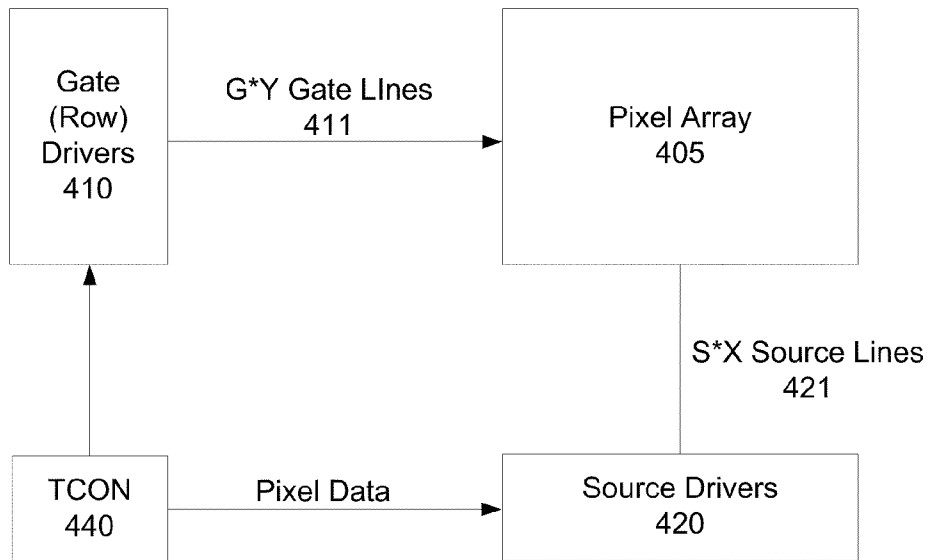 Gate
(Row)
Drivers
410
G*Y Gate LInes
411
Pixel Array
405
S*X Source Lines
421
TCON
440
Pixel Data
Source Drivers
420